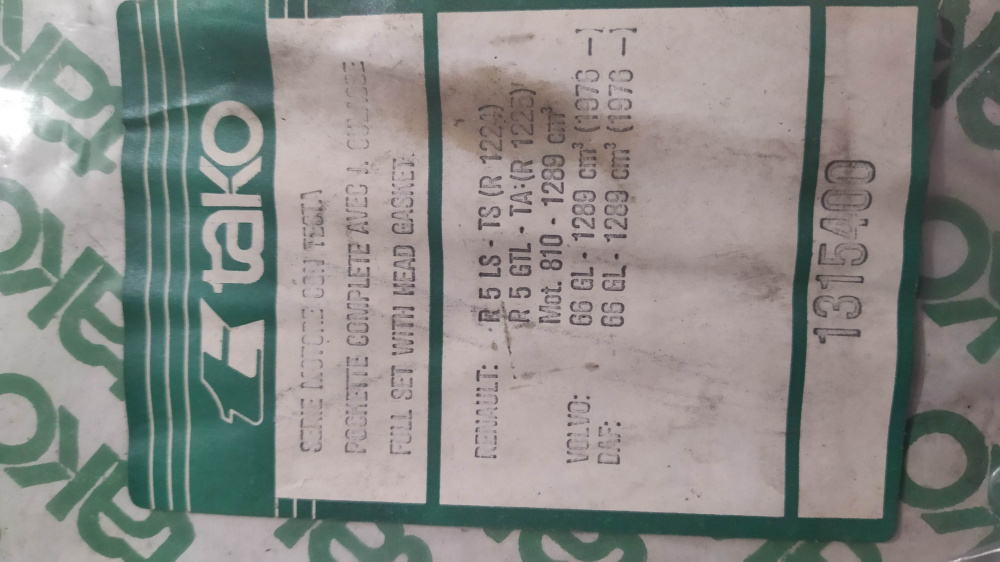 tako
SERIE MOTORE CON TESTA
POCHETTE COMPLETE AVEC J. CULASSE
FULL SET WITH HEAD GASKET
RENAULT: R 5 LS - TS (R 1224)
R 5 GTL - TA (R 1225)
Mot. 810 - 1289 cm³
VOLVO: 66 GL - 1289 cm³ (1976 –)
DAF: 66 GL - 1289 cm³ (1976 –)
1315400